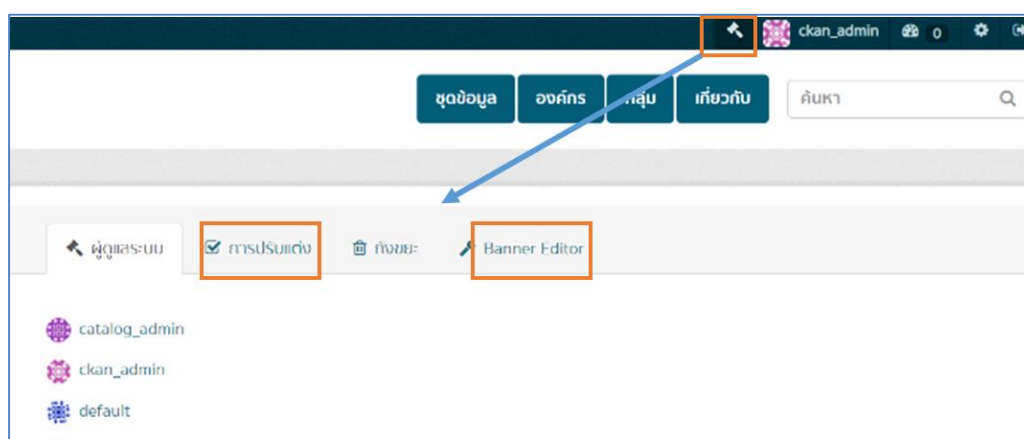 ckan_admin 0
ชุดข้อมูล องค์กร กลุ่ม เกี่ยวกับ ค้นหา
ผู้ดูแลระบบ การปรับแต่ง ถังขยะ Banner Editor
catalog_admin
ckan_admin
default